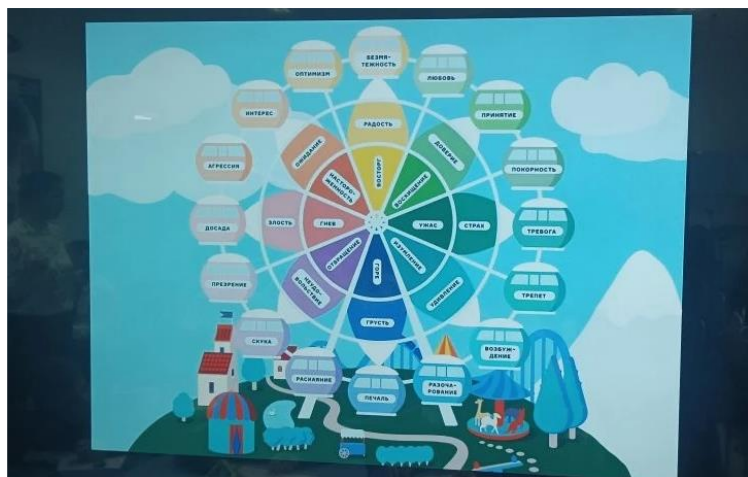 БЕЗМЯ-
ТЕЖНОСТЬ
ЛЮБОВЬ
ПРИНЯТИЕ
ПОКОРНОСТЬ
ТРЕВОГА
ТРЕПЕТ
ВОЗБУЖ-
ДЕНИЕ
РАЗОЧА-
РОВАНИЕ
ПЕЧАЛЬ
РАСКАЯНИЕ
СКУКА
ПРЕЗРЕНИЕ
ДОСАДА
АГРЕССИЯ
ИНТЕРЕС
ОПТИМИЗМ
РАДОСТЬ
ДОВЕРИЕ
СТРАХ
УДИВЛЕНИЕ
ГРУСТЬ
НЕУДО-
ВОЛЬСТВИЕ
ЗЛОСТЬ
ОЖИДАНИЕ
ВОСТОРГ
ВОСХИЩЕНИЕ
УЖАС
ИЗУМЛЕНИЕ
ГОРЕ
ОТВРАЩЕНИЕ
ГНЕВ
НАСТОРО-
ЖЕННОСТЬ